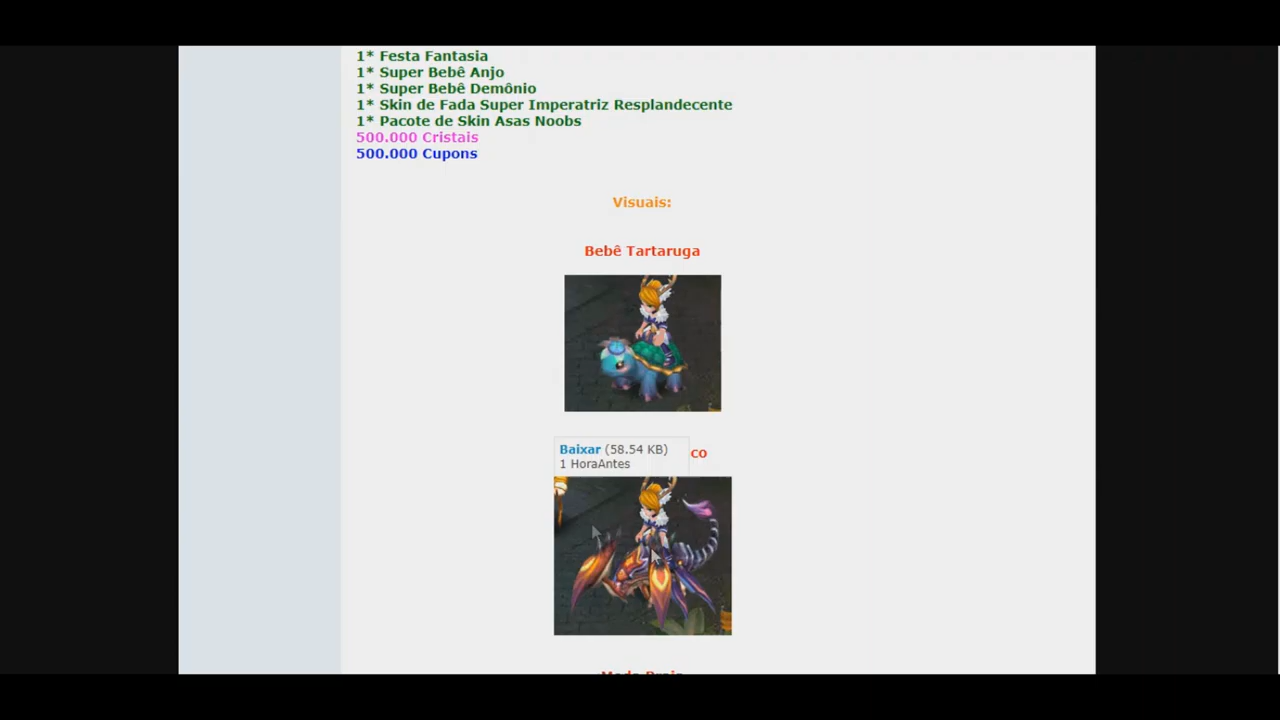 1* Festa Fantasia
1* Super Bebê Anjo
1* Super Bebê Demônio
1* Skin de Fada Super Imperatriz Resplandecente
1* Pacote de Skin Asas Noobs
500.000 Cristais
500.000 Cupons
Visuais:
Bebê Tartaruga
Baixar (58.54 KB)
1 HoraAntes
co